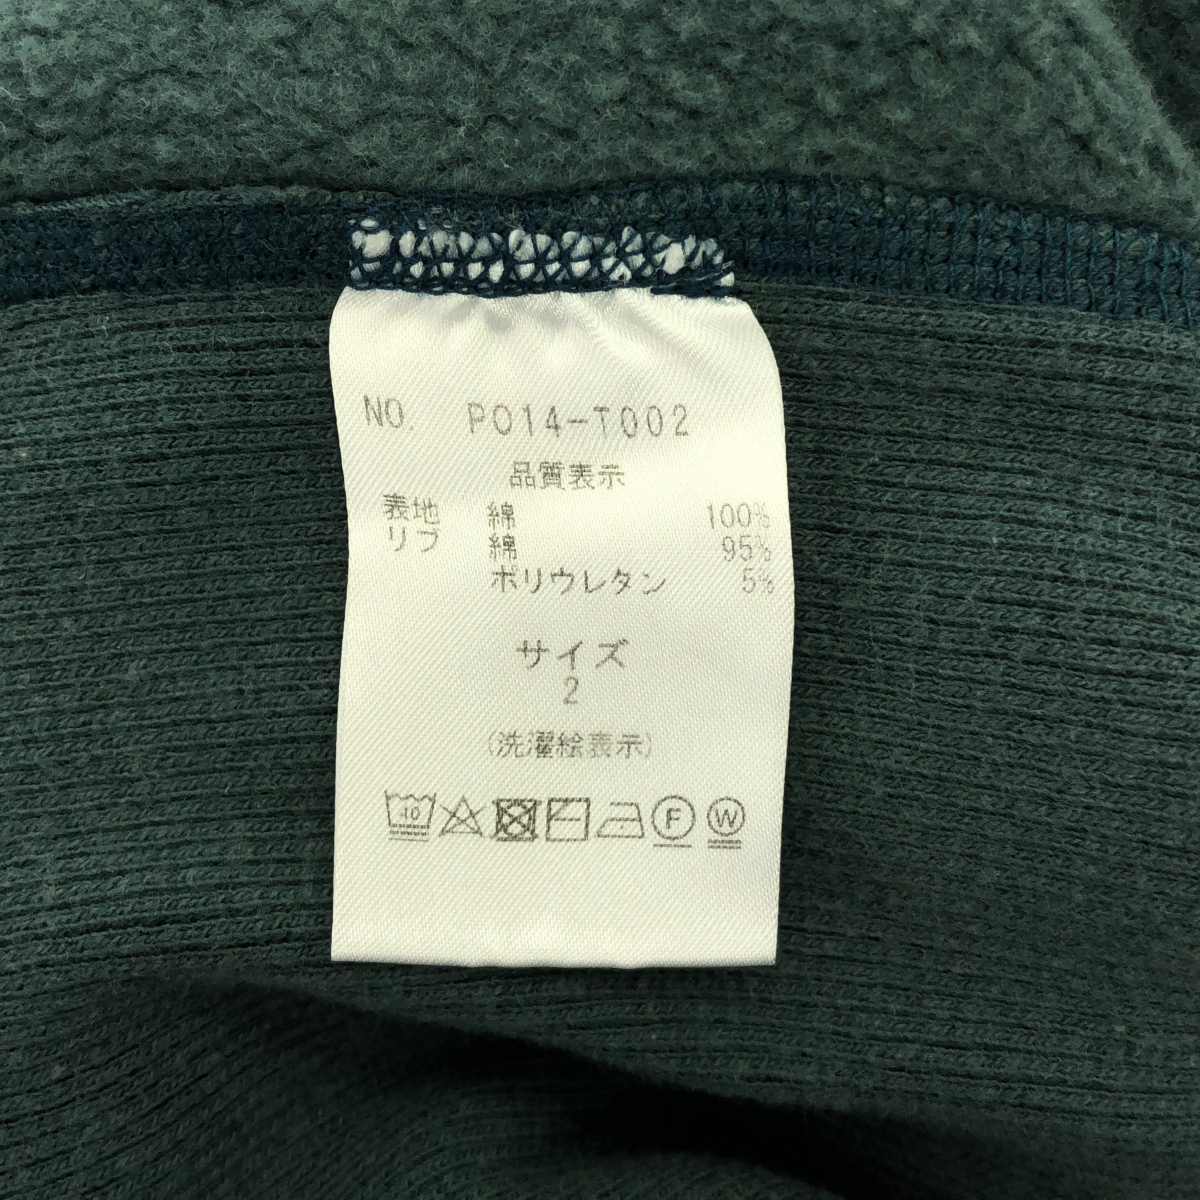 NO. P014-T002
品質表示
表地 綿 100%
リブ 綿 95%
ポリウレタン 5%
サイズ
2
(洗濯絵表示)
40 F W